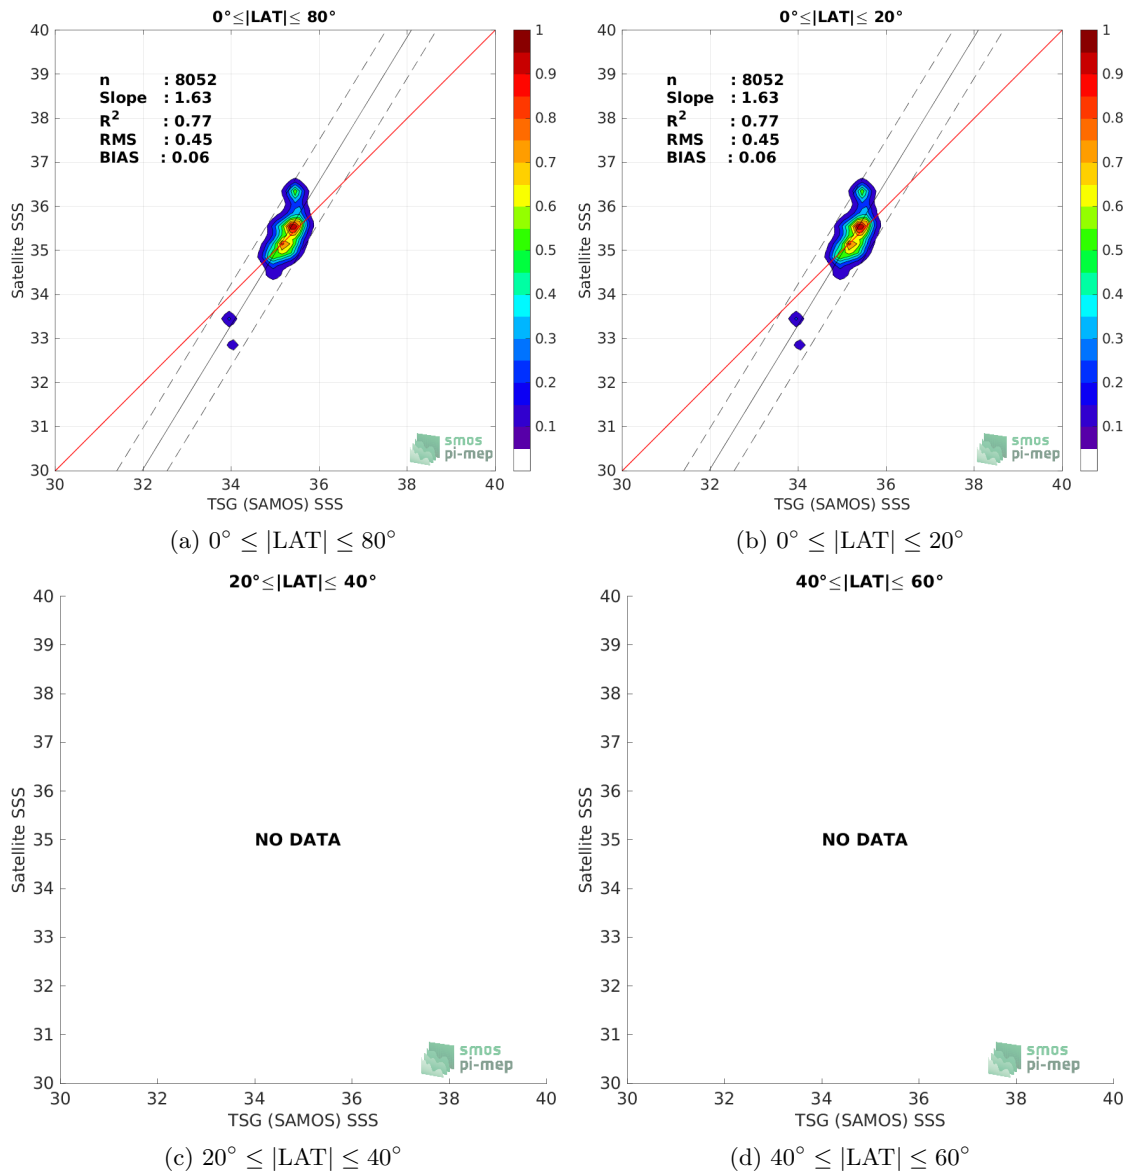 0°≤|LAT|≤ 80°
40
39
38
37
36
35
34
33
32
31
30
Satellite SSS
n : 8052
Slope : 1.63
R² : 0.77
RMS : 0.45
BIAS : 0.06
smos
pi-mep
30 32 34 36 38 40
TSG (SAMOS) SSS
1
0.9
0.8
0.7
0.6
0.5
0.4
0.3
0.2
0.1
(a) 0° ≤ |LAT| ≤ 80°
0°≤|LAT|≤ 20°
40
39
38
37
36
35
34
33
32
31
30
Satellite SSS
n : 8052
Slope : 1.63
R² : 0.77
RMS : 0.45
BIAS : 0.06
smos
pi-mep
30 32 34 36 38 40
TSG (SAMOS) SSS
1
0.9
0.8
0.7
0.6
0.5
0.4
0.3
0.2
0.1
(b) 0° ≤ |LAT| ≤ 20°
20°≤|LAT|≤ 40°
40
39
38
37
36
35
34
33
32
31
30
Satellite SSS
NO DATA
smos
pi-mep
30 32 34 36 38 40
TSG (SAMOS) SSS
(c) 20° ≤ |LAT| ≤ 40°
40°≤|LAT|≤ 60°
40
39
38
37
36
35
34
33
32
31
30
Satellite SSS
NO DATA
smos
pi-mep
30 32 34 36 38 40
TSG (SAMOS) SSS
(d) 40° ≤ |LAT| ≤ 60°